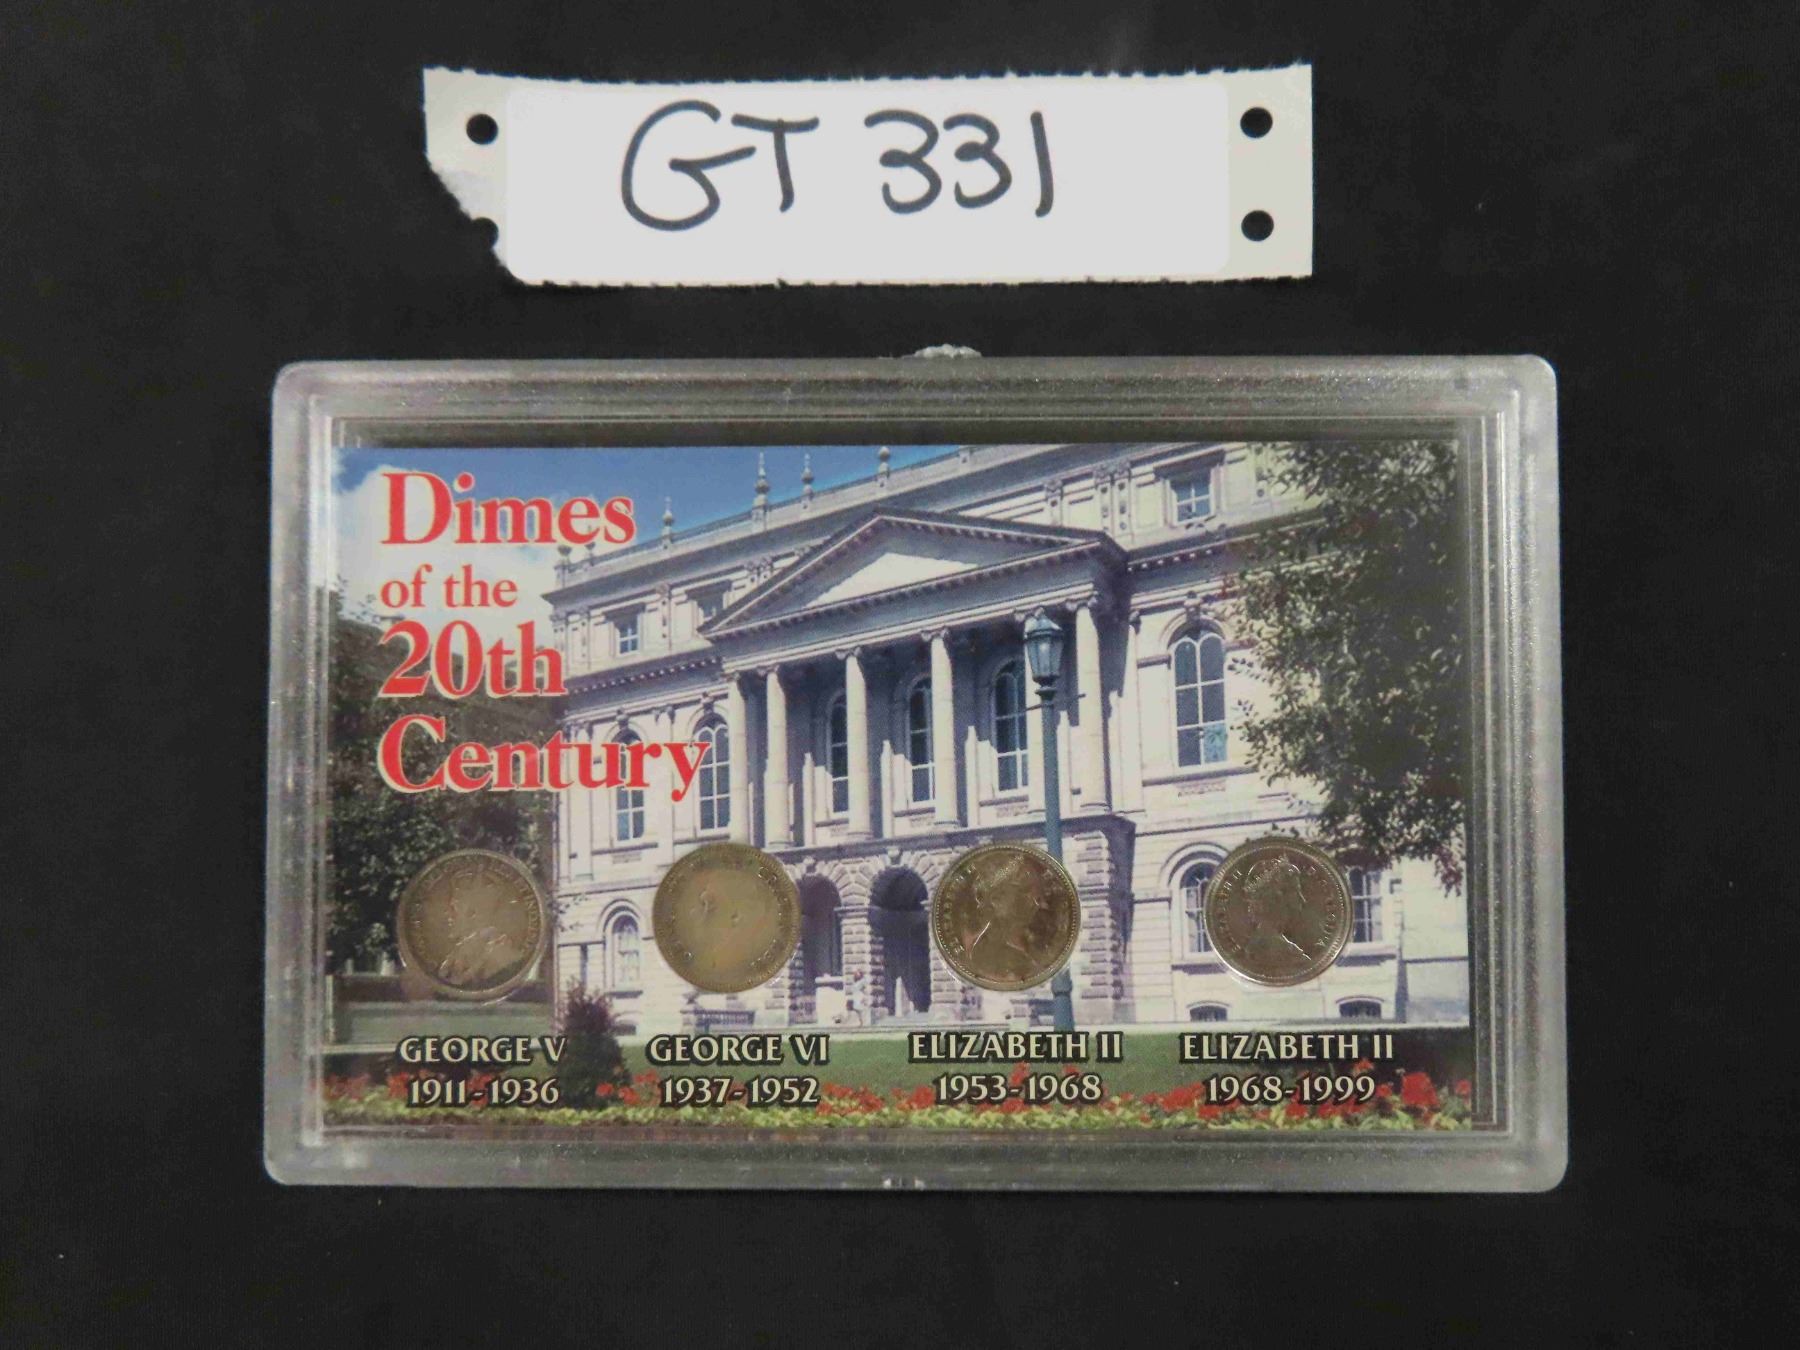 GT 331
Dimes
of the
20th
Century
GEORGE V
1911-1936
GEORGE VI
1937-1952
ELIZABETH II
1953-1968
ELIZABETH II
1968-1999